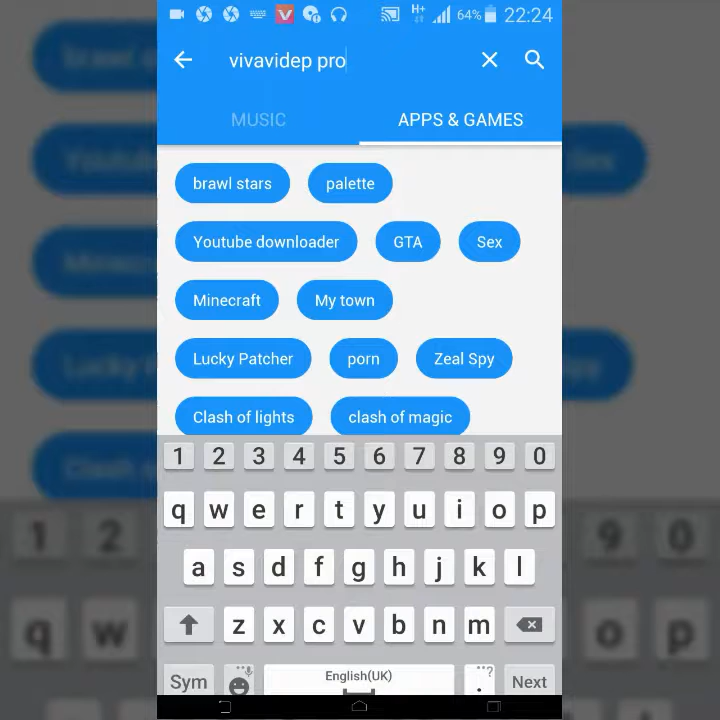 H+ 64% 22:24
vivavidep pro
MUSIC APPS & GAMES
brawl stars palette
Youtube downloader GTA Sex
Minecraft My town
Lucky Patcher porn Zeal Spy
Clash of lights clash of magic
1 2 3 4 5 6 7 8 9 0
q w e r t y u i o p
a s d f g h j k l
z x c v b n m
Sym English(UK) . Next